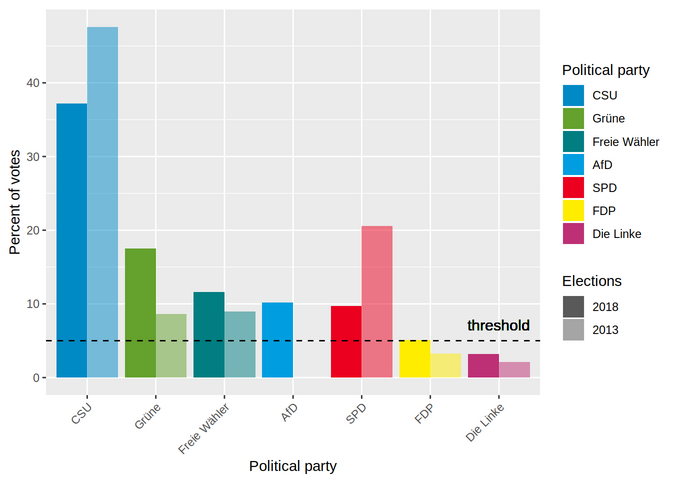 Percent of votes
40
30
20
10
0
threshold
CSU
Grüne
Freie Wähler
AfD
SPD
FDP
Die Linke
Political party
Political party
CSU
Grüne
Freie Wähler
AfD
SPD
FDP
Die Linke
Elections
2018
2013